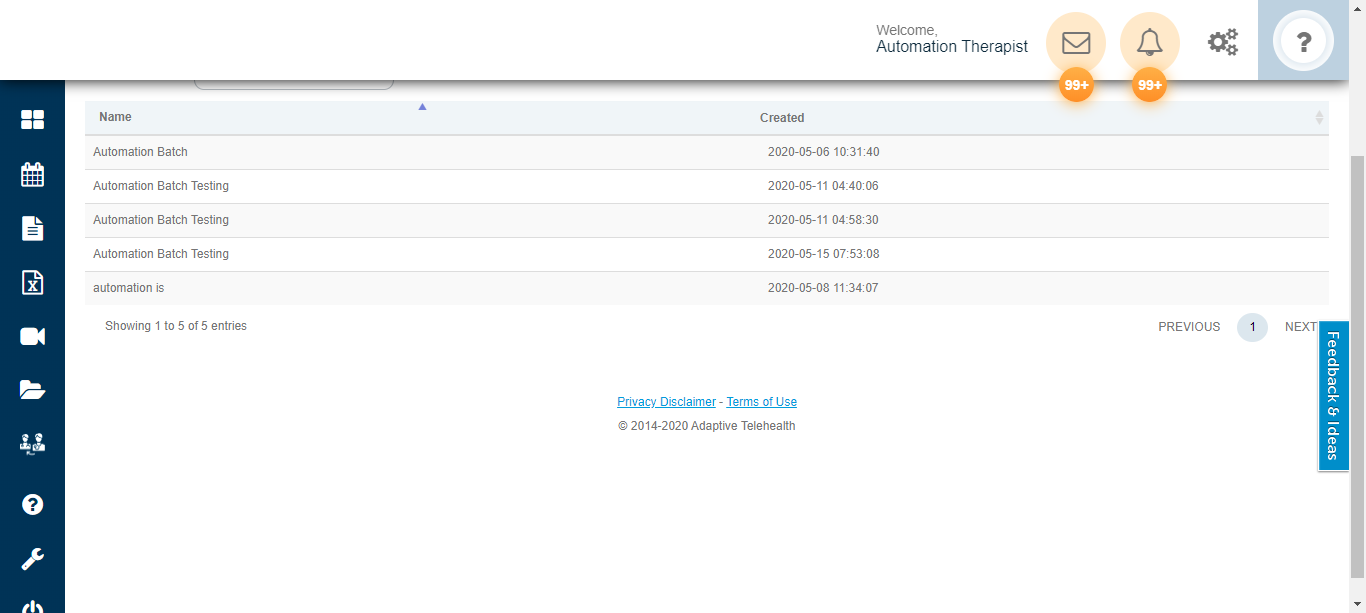 Welcome,
Automation Therapist
99+ 99+
Name Created
Automation Batch 2020-05-06 10:31:40
Automation Batch Testing 2020-05-11 04:40:06
Automation Batch Testing 2020-05-11 04:58:30
Automation Batch Testing 2020-05-15 07:53:08
automation is 2020-05-08 11:34:07
Showing 1 to 5 of 5 entries PREVIOUS 1 NEXT
Feedback & Ideas
Privacy Disclaimer - Terms of Use
© 2014-2020 Adaptive Telehealth